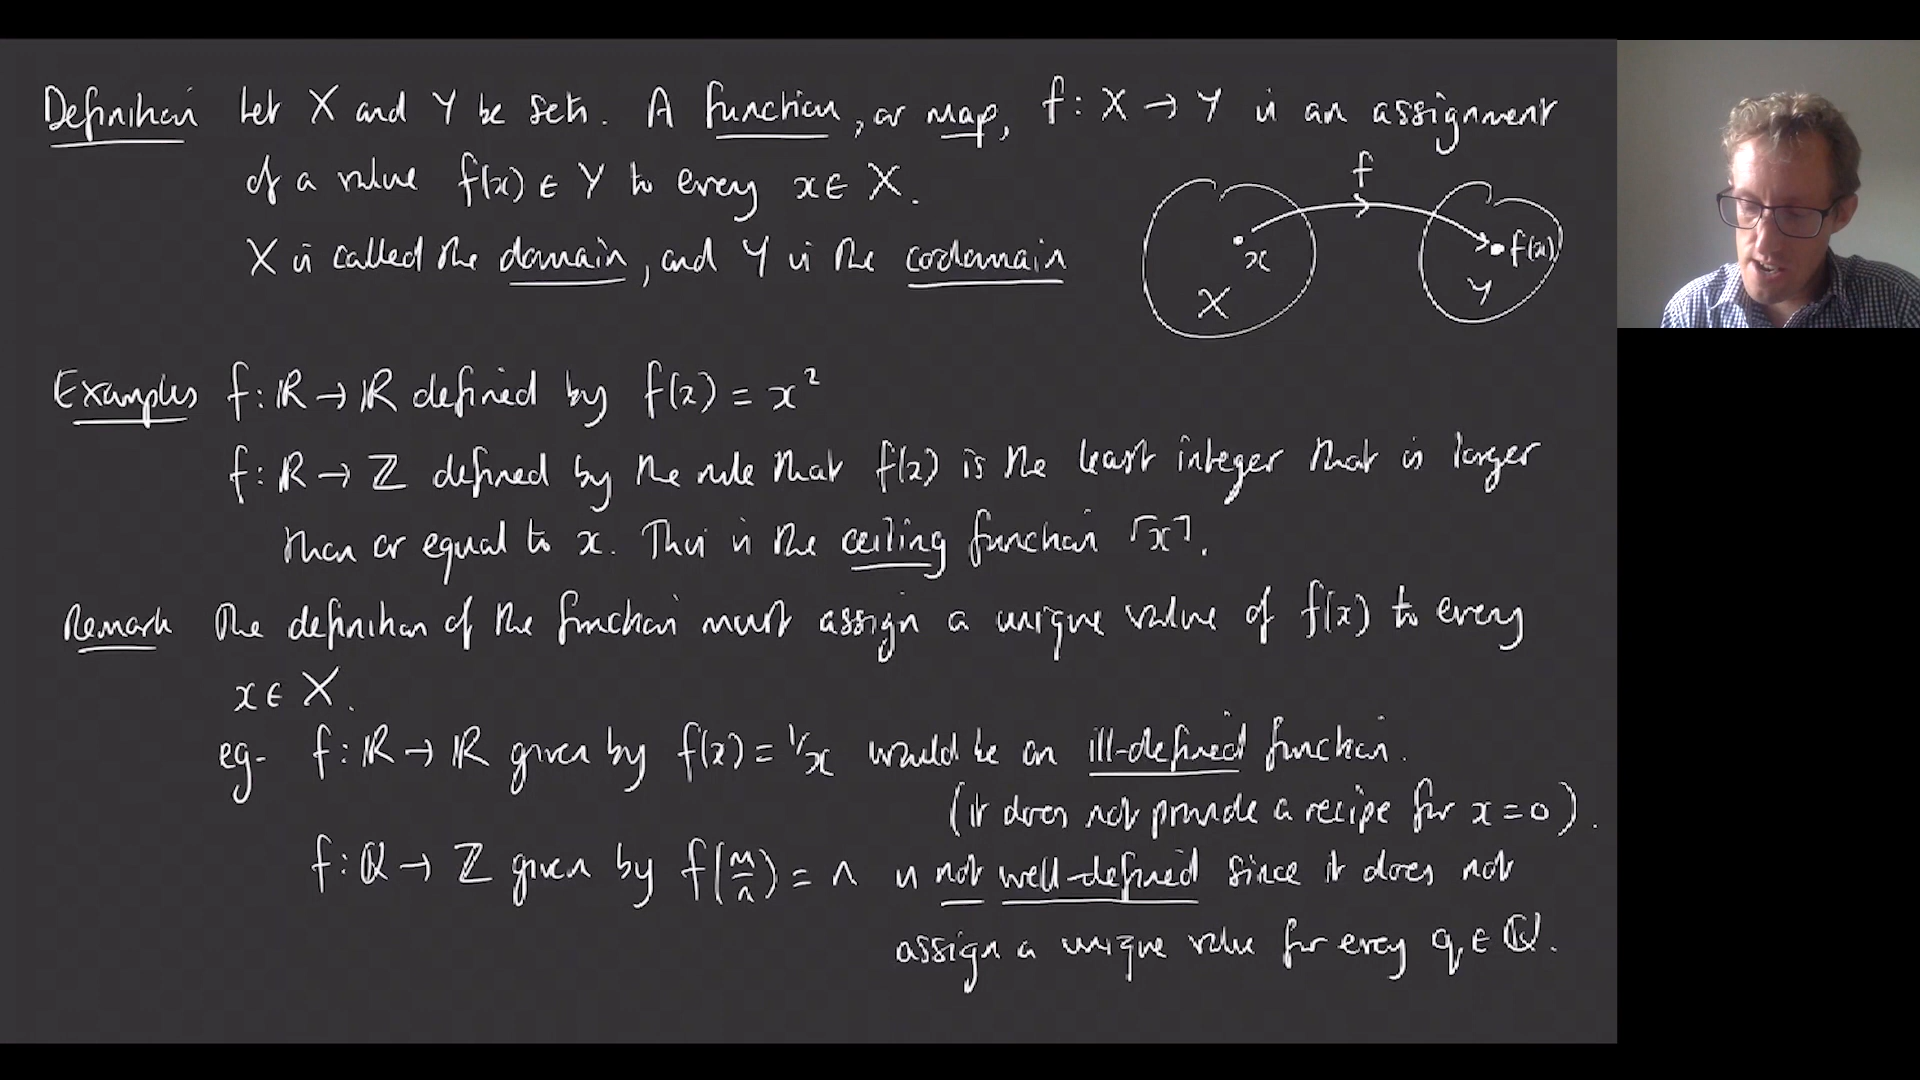 Definition Let X and Y be sets. A function, or map, f: X → Y is an assignment
of a value f(x) ∈ Y to every x ∈ X.
X is called the domain, and Y is the codomain
f
x
X
f(x)
Y
Examples f: ℝ → ℝ defined by f(x) = x²
f: ℝ → ℤ defined by the rule that f(x) is the least integer that is larger
than or equal to x. This is the ceiling function ⌈x⌉.
Remark The definition of the function must assign a unique value of f(x) to every
x ∈ X.
eg. f: ℝ → ℝ given by f(x) = 1/x would be an ill-defined function.
(it does not provide a recipe for x = 0).
f: ℚ → ℤ given by f(m/n) = n is not well-defined since it does not
assign a unique value for every q ∈ ℚ.